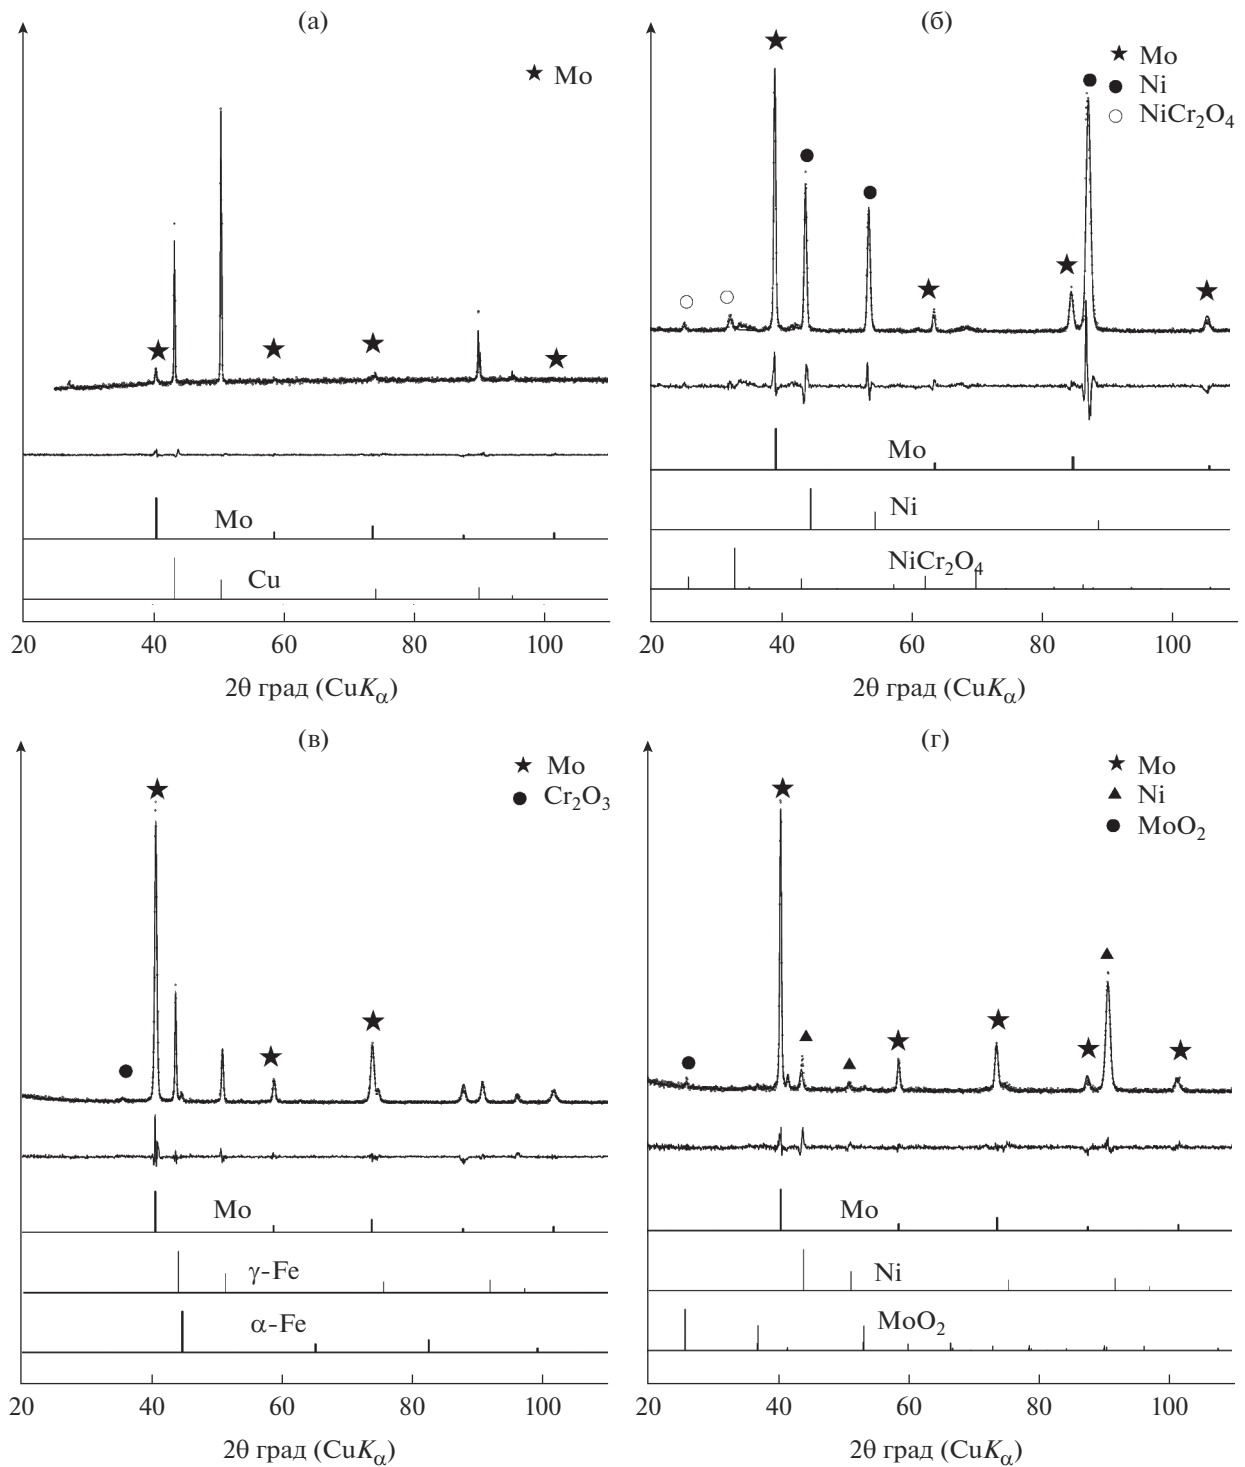 (а)
★ Mo
Mo
Cu
20 40 60 80 100
2θ град (CuKα)
(б)
★ Mo
● Ni
○ NiCr₂O₄
Mo
Ni
NiCr₂O₄
20 40 60 80 100
2θ град (CuKα)
(в)
★ Mo
● Cr₂O₃
Mo
γ-Fe
α-Fe
20 40 60 80 100
2θ град (CuKα)
(г)
★ Mo
▲ Ni
● MoO₂
Mo
Ni
MoO₂
20 40 60 80 100
2θ град (CuKα)